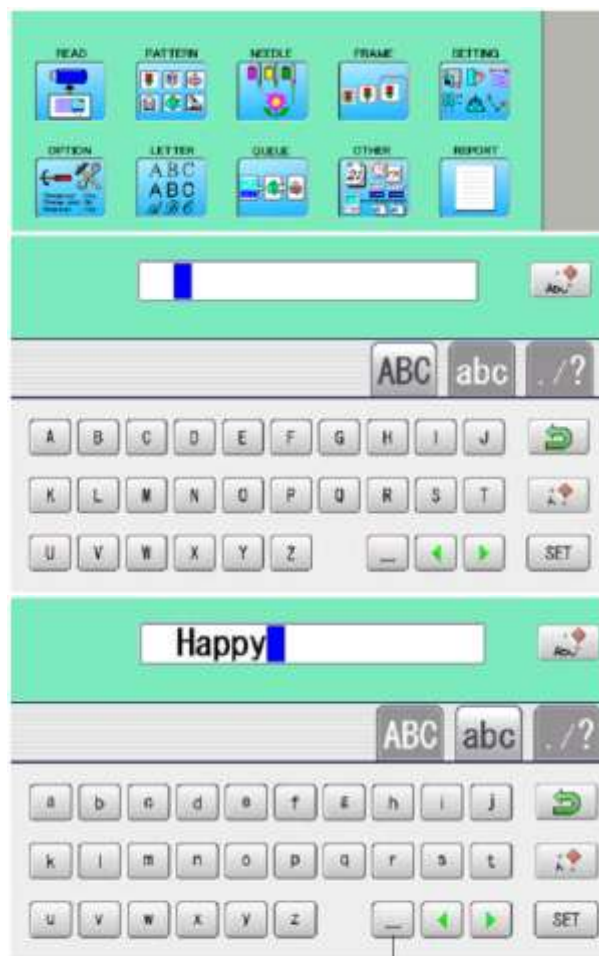 READ PATTERN NEEDLE FRAME SETTING
OPTION LETTER QUEUE OTHER REPORT
ABC
ABC
ABC
ABC abc ./?
A B C D E F G H I J
K L M N O P Q R S T
U V W X Y Z _ SET
Happy
ABC abc ./?
a b c d e f g h i j
k l m n o p q r s t
u v w x y z _ SET